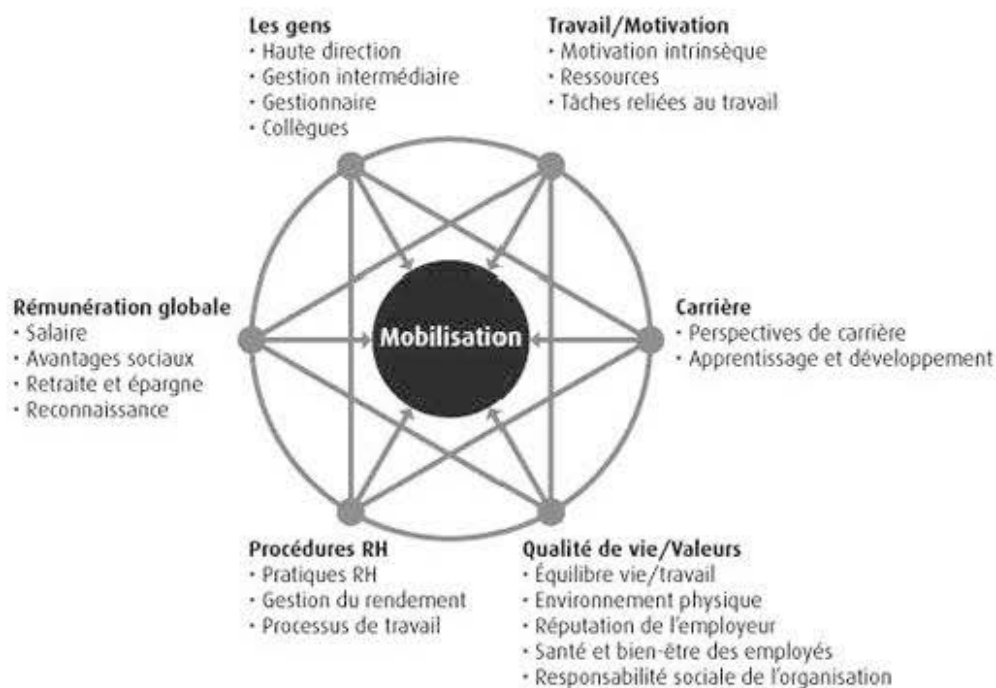 Les gens
• Haute direction
• Gestion intermédiaire
• Gestionnaire
• Collègues
Travail/Motivation
• Motivation intrinsèque
• Ressources
• Tâches reliées au travail
Rémunération globale
• Salaire
• Avantages sociaux
• Retraite et épargne
• Reconnaissance
Mobilisation
Carrière
• Perspectives de carrière
• Apprentissage et développement
Procédures RH
• Pratiques RH
• Gestion du rendement
• Processus de travail
Qualité de vie/Valeurs
• Équilibre vie/travail
• Environnement physique
• Réputation de l'employeur
• Santé et bien-être des employés
• Responsabilité sociale de l'organisation